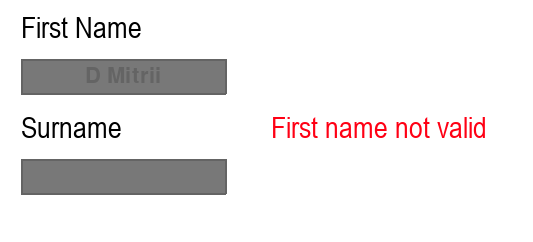 First Name
D Mitrii
Surname
First name not valid